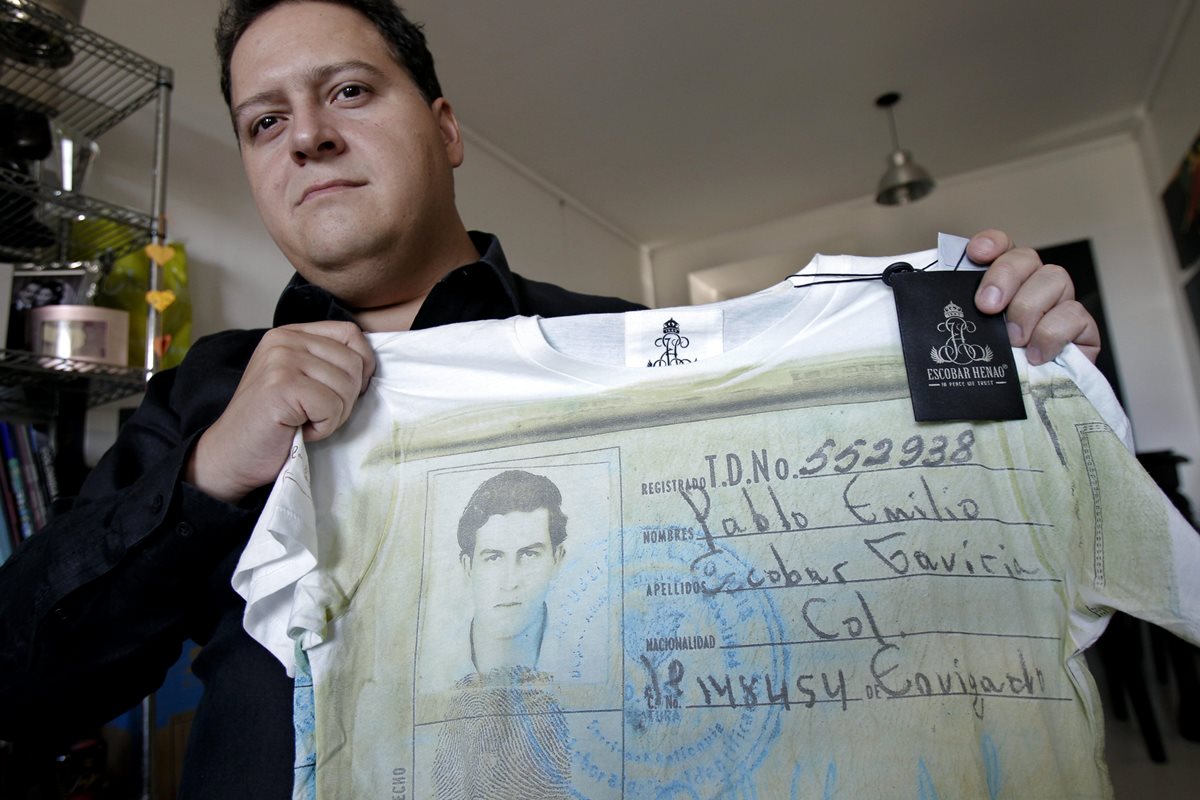 ESCOBAR HENAO®
IN PEACE WE TRUST
REGISTRADO T.D.No. 552938
NOMBRES Pablo Emilio
APELLIDOS Escobar Gaviria
NACIONALIDAD Col.
No. 148454 DE Envigado